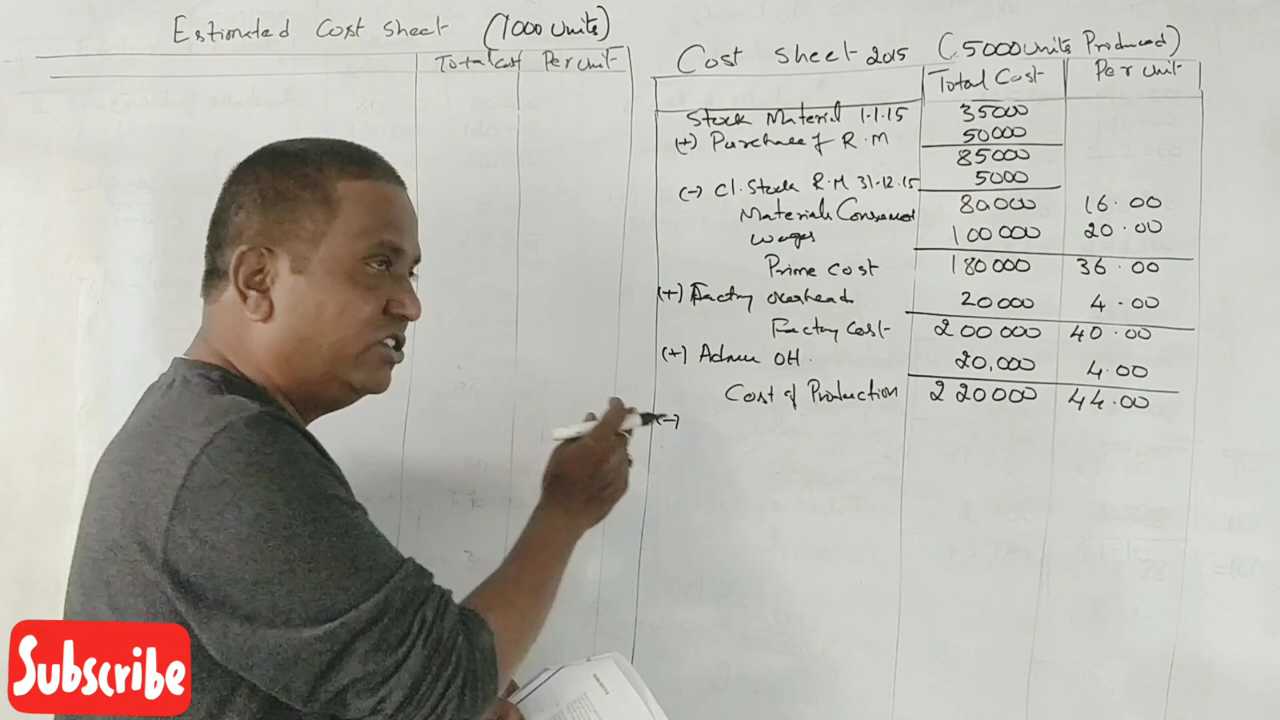 Estimated Cost Sheet (1000 Units)
Total Cost Per unit
Cost Sheet 2015 (5000 units Produced)
Total Cost Per unit
Stock Material 1.1.15 35000
(+) Purchase of R.M 50000
85000
(-) Cl. Stock R.M 31.12.15 5000
Materials Consumed 80000 16.00
Wages 100000 20.00
Prime Cost 180000 36.00
(+) Factory overhead 20000 4.00
Factory Cost 200000 40.00
(+) Admn OH. 20,000 4.00
Cost of Production 220000 44.00
(-)
Subscribe